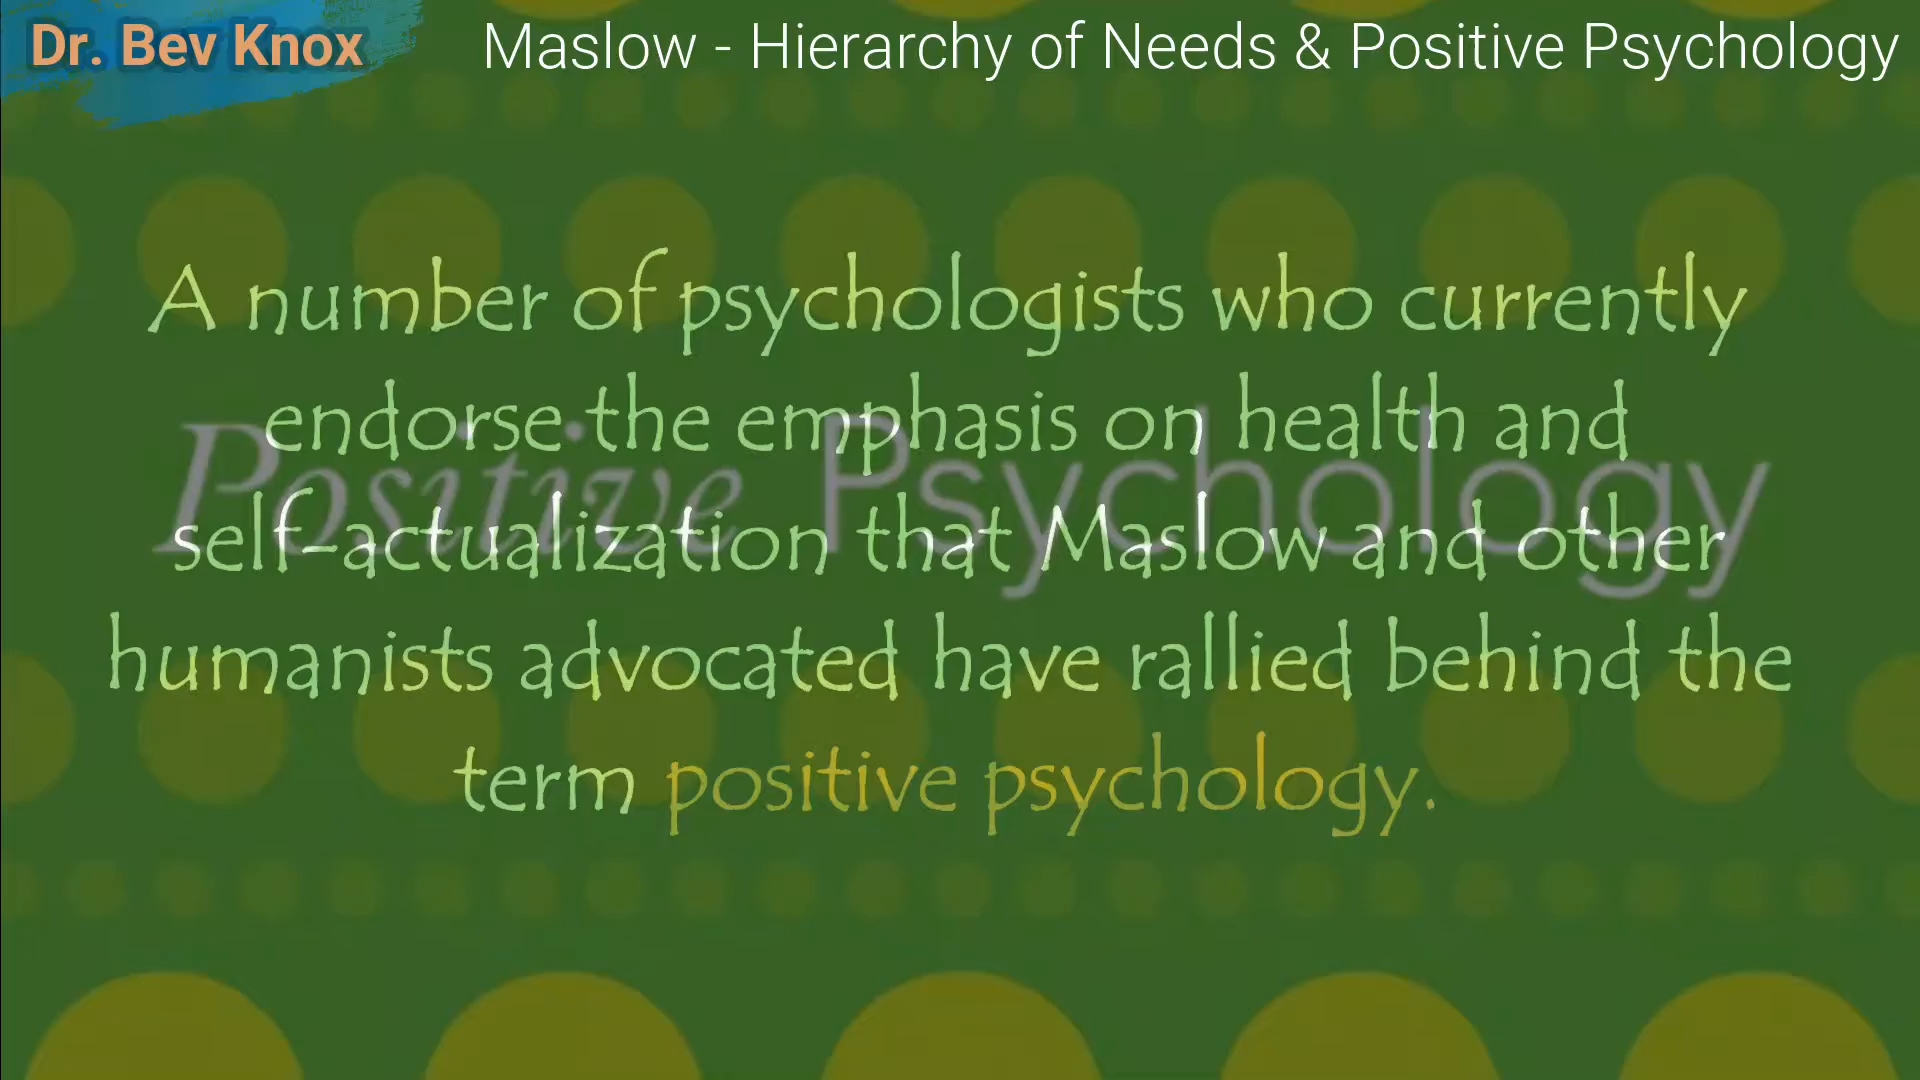 Dr. Bev Knox
Maslow - Hierarchy of Needs & Positive Psychology
A number of psychologists who currently
endorse the emphasis on health and
Positive Psychology
self-actualization that Maslow and other
humanists advocated have rallied behind the
term positive psychology.